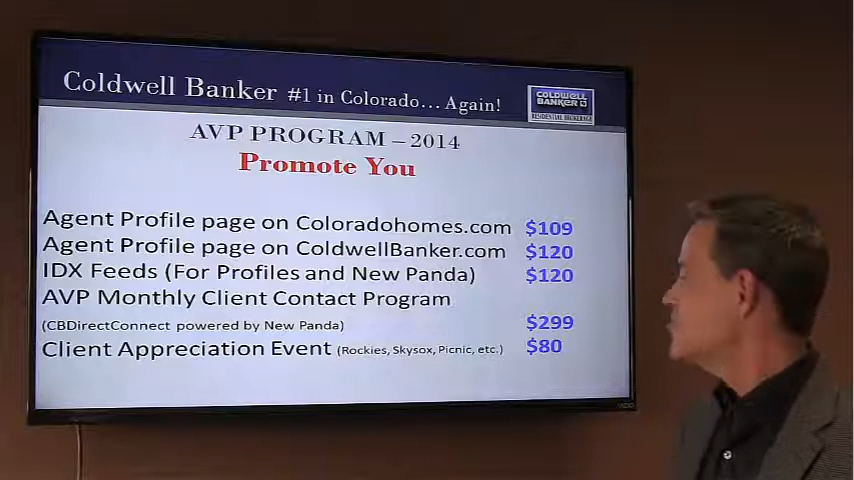 Coldwell Banker #1 in Colorado... Again!
COLDWELL
BANKER
RESIDENTIAL BROKERAGE
AVP PROGRAM – 2014
Promote You
Agent Profile page on Coloradohomes.com $109
Agent Profile page on ColdwellBanker.com $120
IDX Feeds (For Profiles and New Panda) $120
AVP Monthly Client Contact Program
(CBDirectConnect powered by New Panda) $299
Client Appreciation Event (Rockies, Skysox, Picnic, etc.) $80